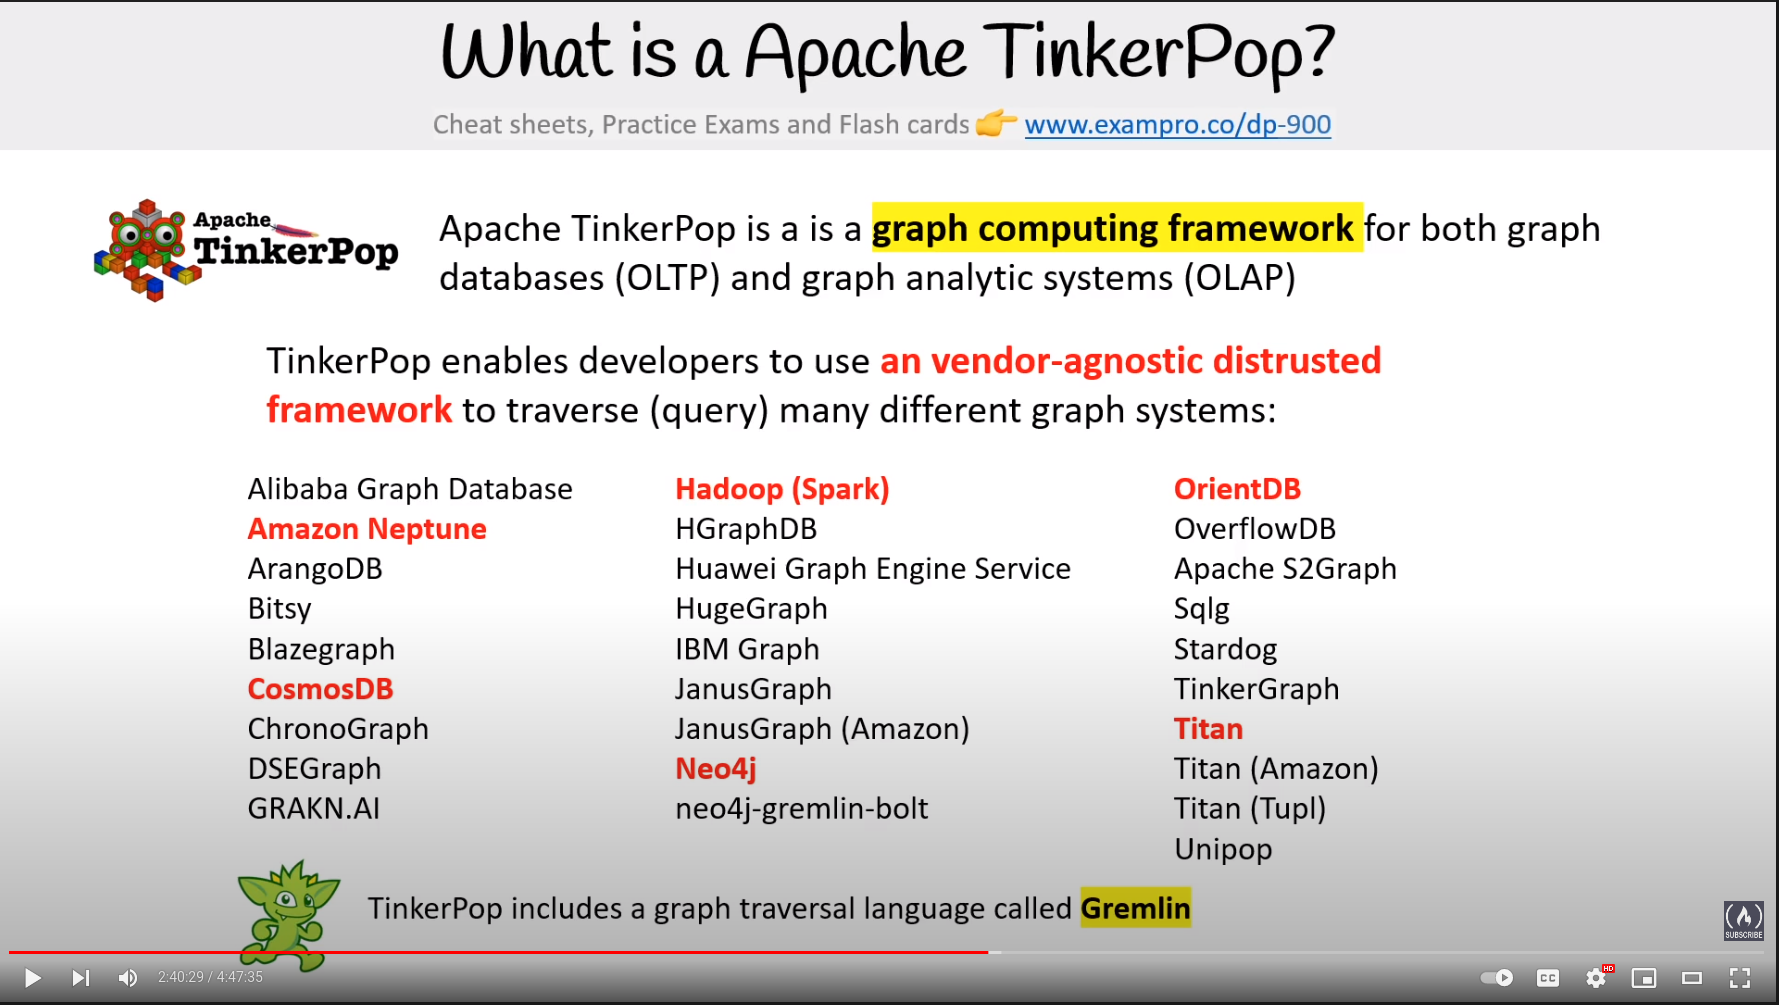 What is a Apache TinkerPop?
Cheat sheets, Practice Exams and Flash cards 👉 www.exampro.co/dp-900
Apache
TinkerPop
Apache TinkerPop is a is a graph computing framework for both graph
databases (OLTP) and graph analytic systems (OLAP)
TinkerPop enables developers to use an vendor-agnostic distrusted
framework to traverse (query) many different graph systems:
Alibaba Graph Database
Amazon Neptune
ArangoDB
Bitsy
Blazegraph
CosmosDB
ChronoGraph
DSEGraph
GRAKN.AI
Hadoop (Spark)
HGraphDB
Huawei Graph Engine Service
HugeGraph
IBM Graph
JanusGraph
JanusGraph (Amazon)
Neo4j
neo4j-gremlin-bolt
OrientDB
OverflowDB
Apache S2Graph
Sqlg
Stardog
TinkerGraph
Titan
Titan (Amazon)
Titan (Tupl)
Unipop
TinkerPop includes a graph traversal language called Gremlin
SUBSCRIBE
2:40:29 / 4:47:35
CC
HD